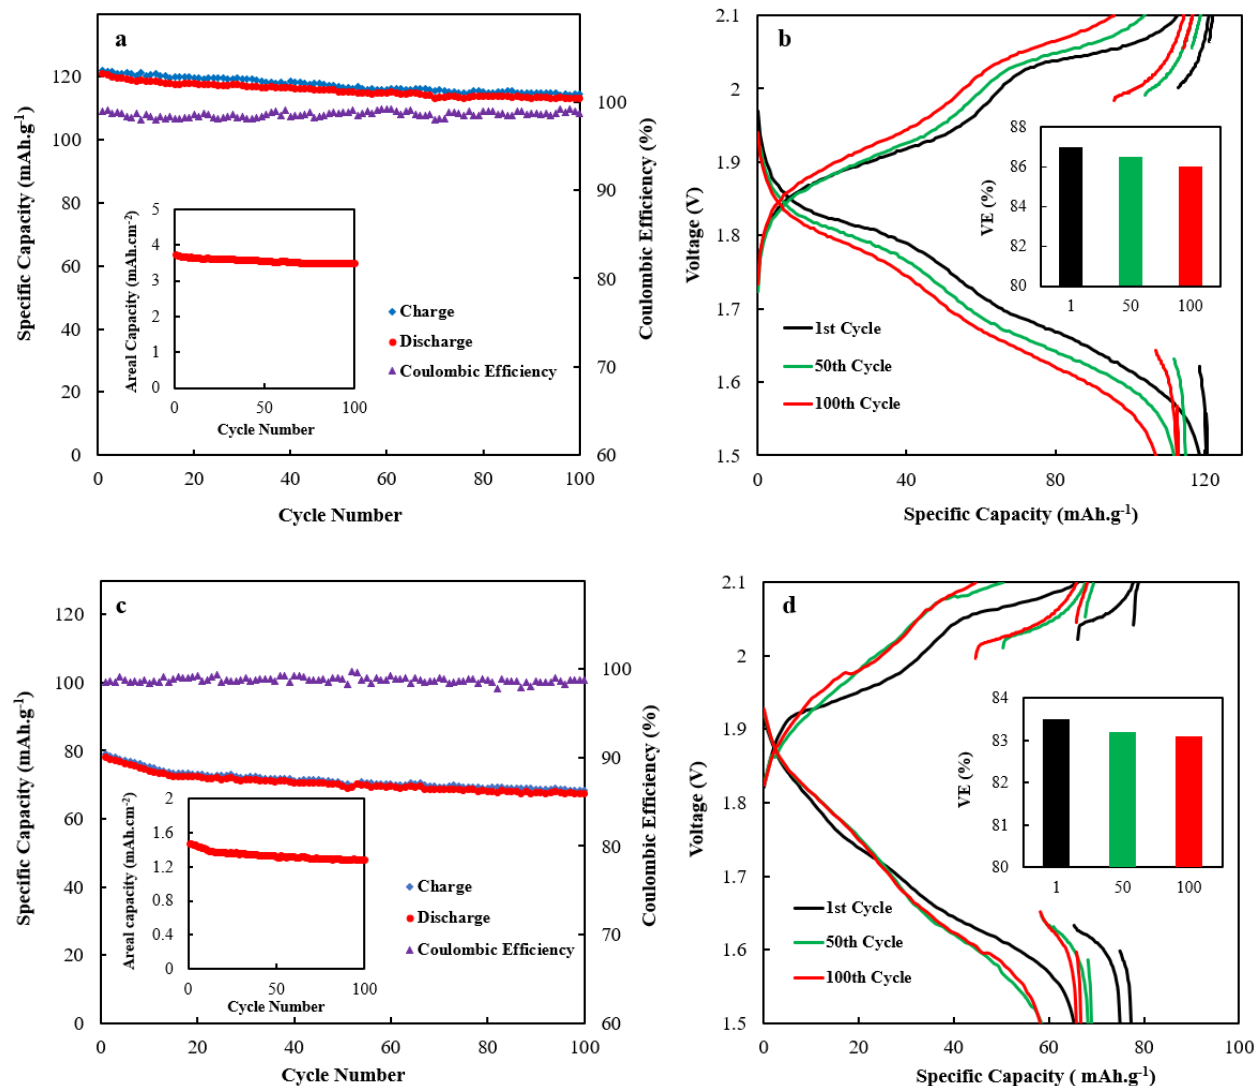 a
Specific Capacity (mAh.g-1)
120
100
80
60
40
20
0
0
20
40
60
80
100
Cycle Number
100
90
80
70
60
Coulombic Efficiency (%)
Areal Capacity (mAh.cm-2)
5
4
3
2
1
0
0
50
100
Cycle Number
Charge
Discharge
Coulombic Efficiency
b
Voltage (V)
2.1
2
1.9
1.8
1.7
1.6
1.5
0
40
80
120
Specific Capacity (mAh.g-1)
1st Cycle
50th Cycle
100th Cycle
VE (%)
88
86
84
82
80
1
50
100
c
Specific Capacity (mAh.g-1)
120
100
80
60
40
20
0
0
20
40
60
80
100
Cycle Number
100
90
80
70
60
Coulombic Efficiency (%)
Areal capacity (mAh.cm-2)
2
1.6
1.2
0.8
0.4
0
0
50
100
Cycle Number
Charge
Discharge
Coulombic Efficiency
d
Voltage (V)
2.1
2
1.9
1.8
1.7
1.6
1.5
0
20
40
60
80
100
Specific Capacity ( mAh.g-1)
1st Cycle
50th Cycle
100th Cycle
VE (%)
84
83
82
81
80
1
50
100